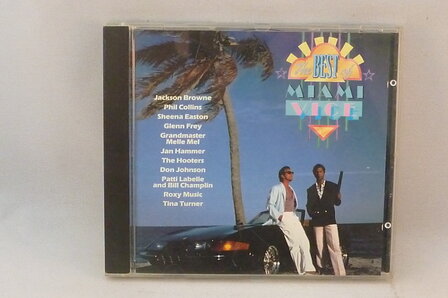 the BEST of
MIAMI
VICE
Jackson Browne
Phil Collins
Sheena Easton
Glenn Frey
Grandmaster
Melle Mel
Jan Hammer
The Hooters
Don Johnson
Patti Labelle
and Bill Champlin
Roxy Music
Tina Turner